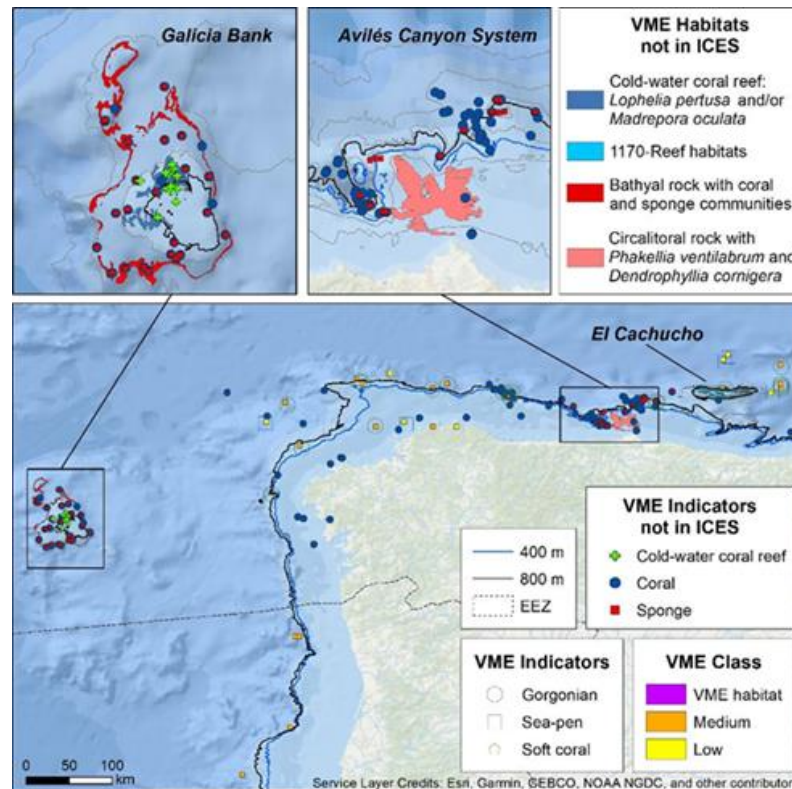 Galicia Bank
Avilés Canyon System
VME Habitats
not in ICES
Cold-water coral reef:
Lophelia pertusa and/or
Madrepora oculata
1170-Reef habitats
Bathyal rock with coral
and sponge communities
Circalitoral rock with
Phakellia ventilabrum and
Dendrophyllia cornigera
El Cachucho
VME Indicators
not in ICES
Cold-water coral reef
Coral
Sponge
400 m
800 m
EEZ
VME Indicators
Gorgonian
Sea-pen
Soft coral
VME Class
VME habitat
Medium
Low
0 50 100
km
Service Layer Credits: Esri, Garmin, GEBCO, NOAA NGDC, and other contributor